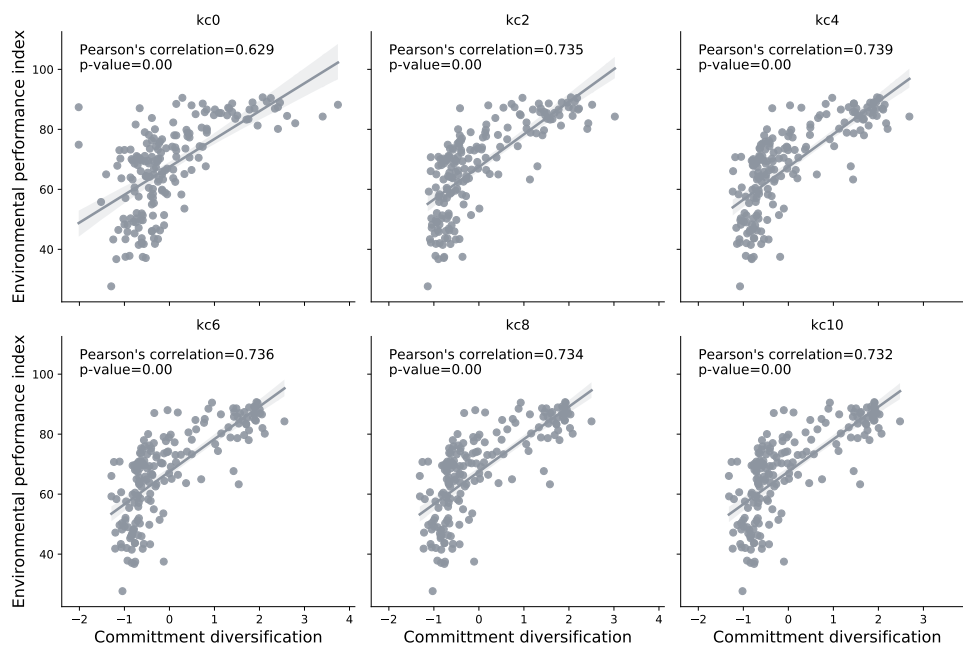 kc0
Pearson's correlation=0.629
p-value=0.00
kc2
Pearson's correlation=0.735
p-value=0.00
kc4
Pearson's correlation=0.739
p-value=0.00
Environmental performance index
100
80
60
40
kc6
Pearson's correlation=0.736
p-value=0.00
kc8
Pearson's correlation=0.734
p-value=0.00
kc10
Pearson's correlation=0.732
p-value=0.00
Environmental performance index
100
80
60
40
−2 −1 0 1 2 3 4
Committment diversification
−2 −1 0 1 2 3 4
Committment diversification
−2 −1 0 1 2 3
Committment diversification